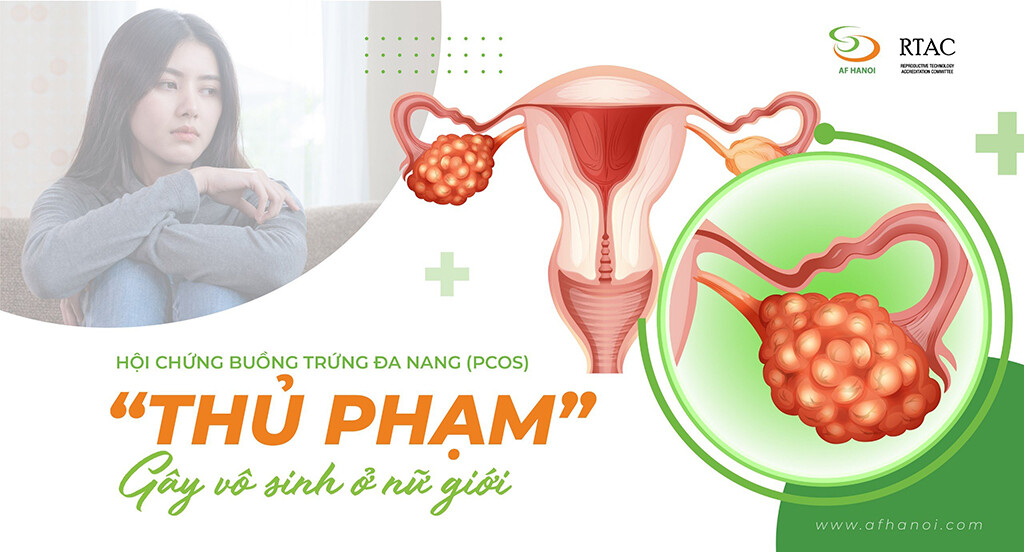 AF HANOI
RTAC
REPRODUCTIVE TECHNOLOGY
ACCREDITATION COMMITTEE
HỘI CHỨNG BUỒNG TRỨNG ĐA NANG (PCOS)
“THỦ PHẠM”
Gây vô sinh ở nữ giới
www.afhanoi.com